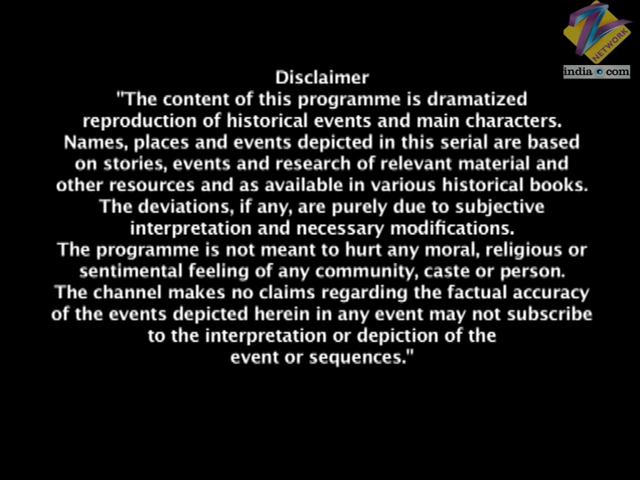 Z
NETWORK
india.com
Disclaimer
"The content of this programme is dramatized
reproduction of historical events and main characters.
Names, places and events depicted in this serial are based
on stories, events and research of relevant material and
other resources and as available in various historical books.
The deviations, if any, are purely due to subjective
interpretation and necessary modifications.
The programme is not meant to hurt any moral, religious or
sentimental feeling of any community, caste or person.
The channel makes no claims regarding the factual accuracy
of the events depicted herein in any event may not subscribe
to the interpretation or depiction of the
event or sequences."